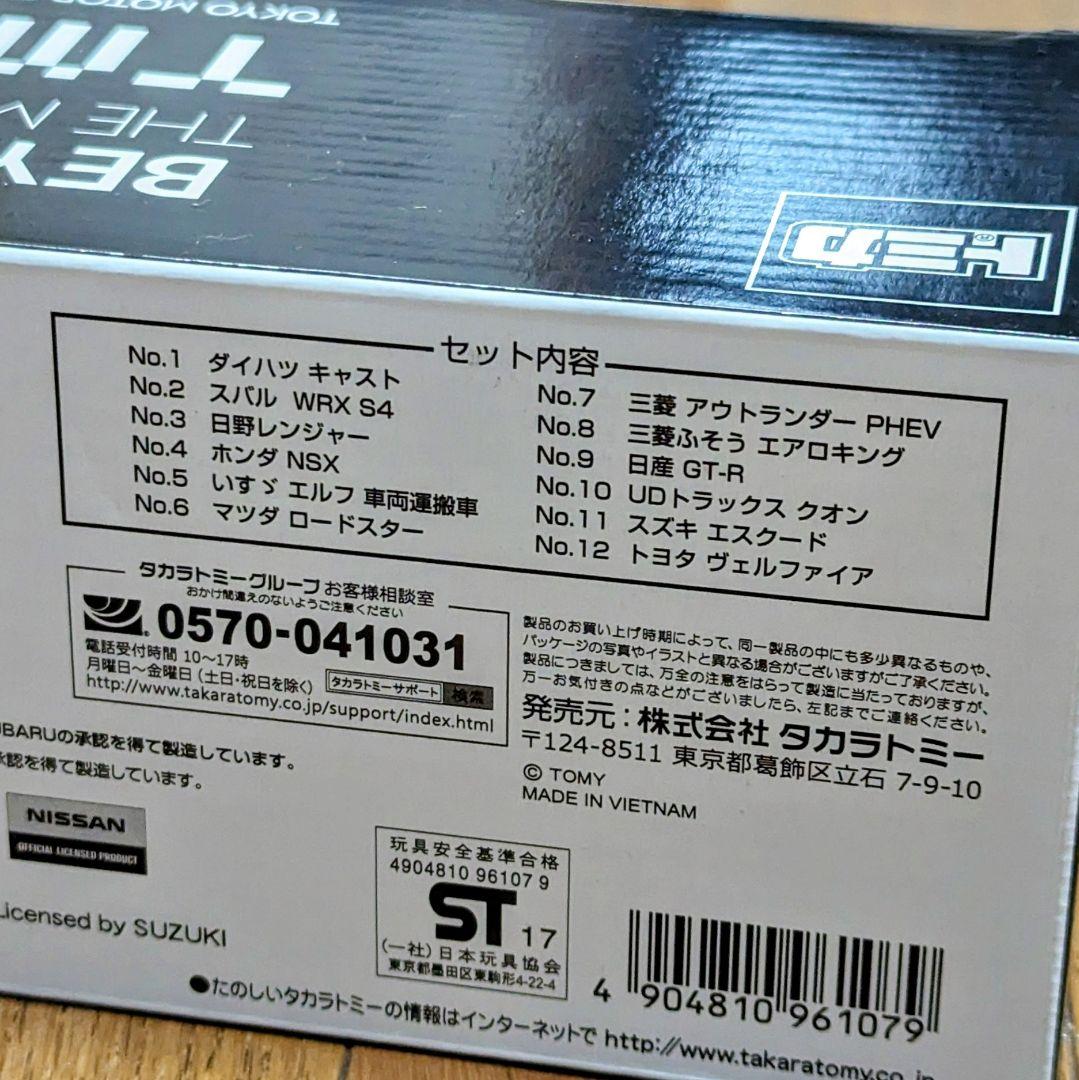 TOKYO MOTOR
THE M
BEY
トミカ
セット内容
No.1 ダイハツ キャスト
No.2 スバル WRX S4
No.3 日野レンジャー
No.4 ホンダ NSX
No.5 いすゞ エルフ 車両運搬車
No.6 マツダ ロードスター
No.7 三菱 アウトランダー PHEV
No.8 三菱ふそう エアロキング
No.9 日産 GT-R
No.10 UDトラックス クオン
No.11 スズキ エスクード
No.12 トヨタ ヴェルファイア
タカラトミーグループ お客様相談室
おかけ間違えのないようご注意ください
0570-041031
電話受付時間 10～17時
月曜日～金曜日 (土日・祝日を除く) タカラトミーサポート 検索
http://www.takaratomy.co.jp/support/index.html
製品のお買い上げ時期によって、同一製品の中にも多少異なるものや、
パッケージの写真やイラストと異なる場合がございますがご了承ください。
製品につきましては、万全の注意をはらって製造に当たっておりますが、
万一お気付きの点などがございましたら、左記までご連絡ください。
発売元：株式会社 タカラトミー
〒124-8511 東京都葛飾区立石 7-9-10
© TOMY
MADE IN VIETNAM
UBARUの承認を得て製造しています。
承認を得て製造しています。
NISSAN
OFFICIAL LICENSED PRODUCT
Licensed by SUZUKI
玩具安全基準合格
4904810 96107 9
ST 17
(一社)日本玩具協会
東京都墨田区東駒形4-22-4
4 904810 961079
●たのしいタカラトミーの情報はインターネットで http://www.takaratomy.co.jp